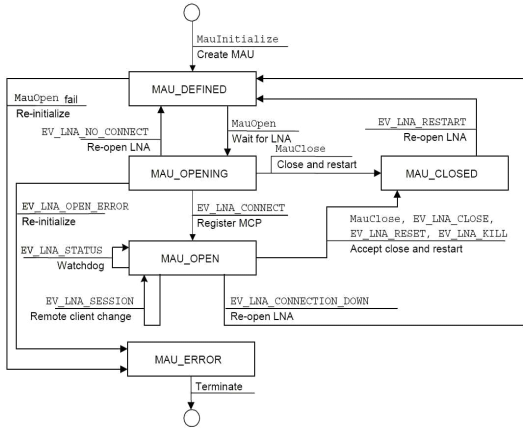 MauInitialize
Create MAU
MAU_DEFINED
MauOpen fail
Re-initialize
EV_LNA_NO_CONNECT
Re-open LNA
MauOpen
Wait for LNA
EV_LNA_RESTART
Re-open LNA
MauClose
Close and restart
MAU_OPENING
MAU_CLOSED
EV_LNA_OPEN_ERROR
Re-initialize
EV_LNA_CONNECT
Register MCP
MauClose, EV_LNA_CLOSE,
EV_LNA_RESET, EV_LNA_KILL
Accept close and restart
EV_LNA_STATUS
Watchdog
MAU_OPEN
EV_LNA_SESSION
Remote client change
EV_LNA_CONNECTION_DOWN
Re-open LNA
MAU_ERROR
Terminate